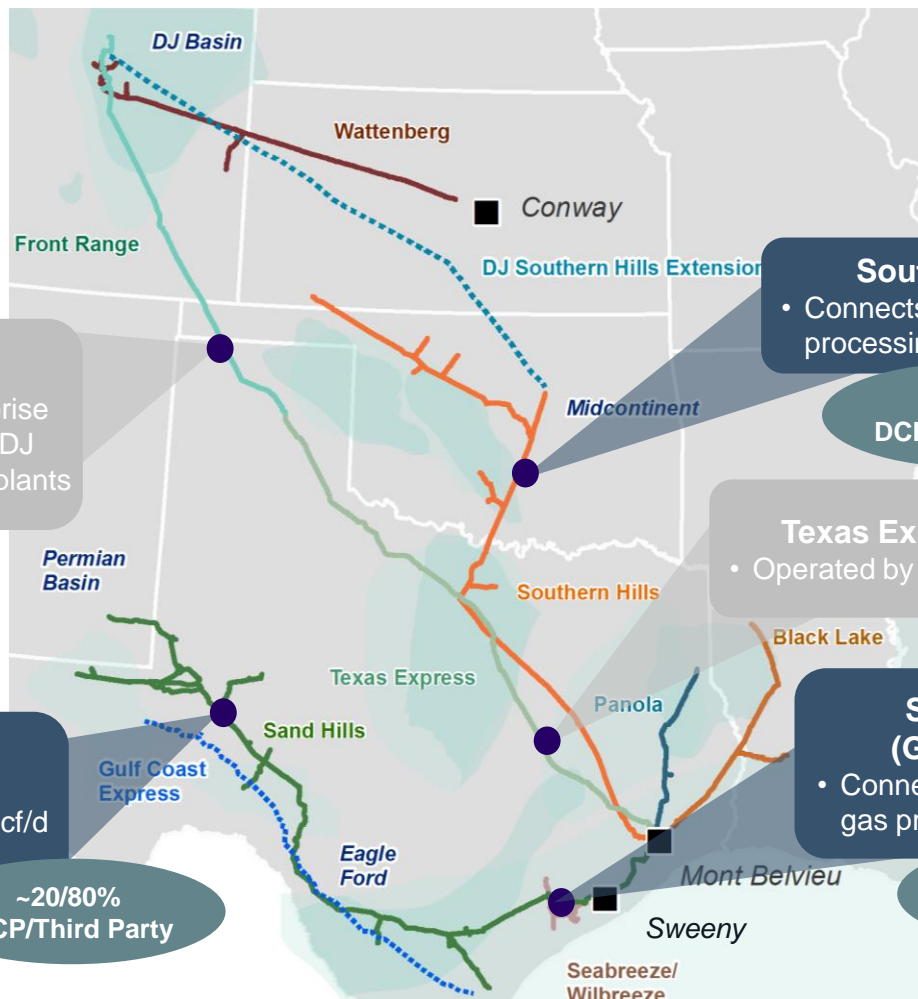 DJ Basin
Wattenberg
Conway
Front Range
DJ Southern Hills Extension
Sout
• Connects
processin
DCP
rise
DJ
plants
Midcontinent
Texas Ex
• Operated by
Permian
Basin
Southern Hills
Black Lake
Texas Express
Panola
Sand Hills
Gulf Coast
Express
cf/d
S
(G
• Conne
gas pr
Eagle
Ford
~20/80%
CP/Third Party
Mont Belvieu
Sweeny
Seabreeze/
Wilbreeze